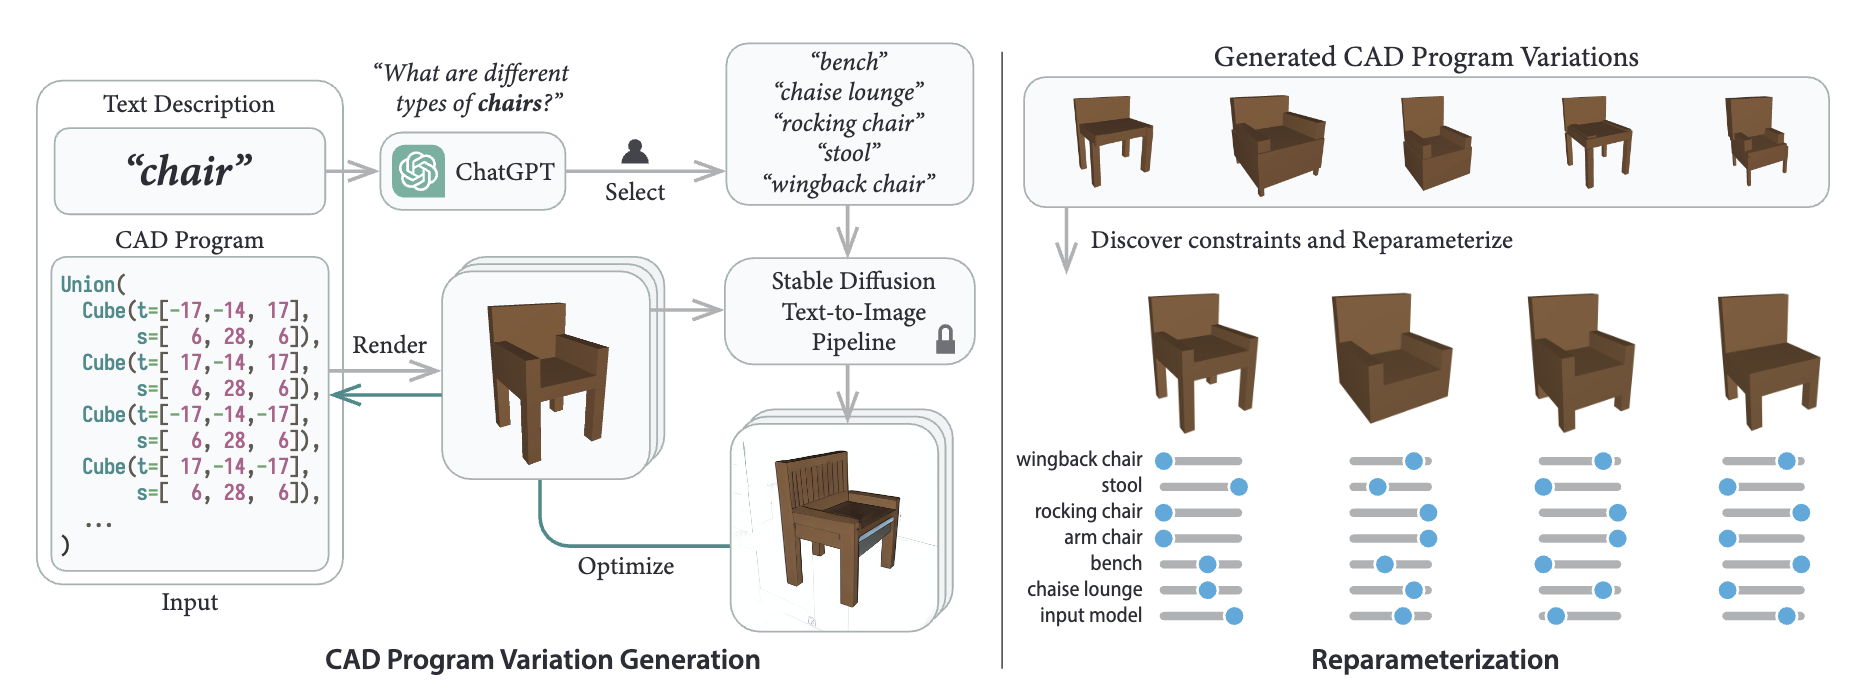 Text Description
“chair”
CAD Program
Union(
Cube(t=[-17,-14, 17],
s=[ 6, 28, 6]),
Cube(t=[ 17,-14, 17],
s=[ 6, 28, 6]),
Cube(t=[-17,-14,-17],
s=[ 6, 28, 6]),
Cube(t=[ 17,-14,-17],
s=[ 6, 28, 6]),
...
)
Input
“What are different
types of chairs?”
ChatGPT
Select
“bench”
“chaise lounge”
“rocking chair”
“stool”
“wingback chair”
Render
Stable Diffusion
Text-to-Image
Pipeline
Optimize
CAD Program Variation Generation
Generated CAD Program Variations
Discover constraints and Reparameterize
wingback chair
stool
rocking chair
arm chair
bench
chaise lounge
input model
Reparameterization